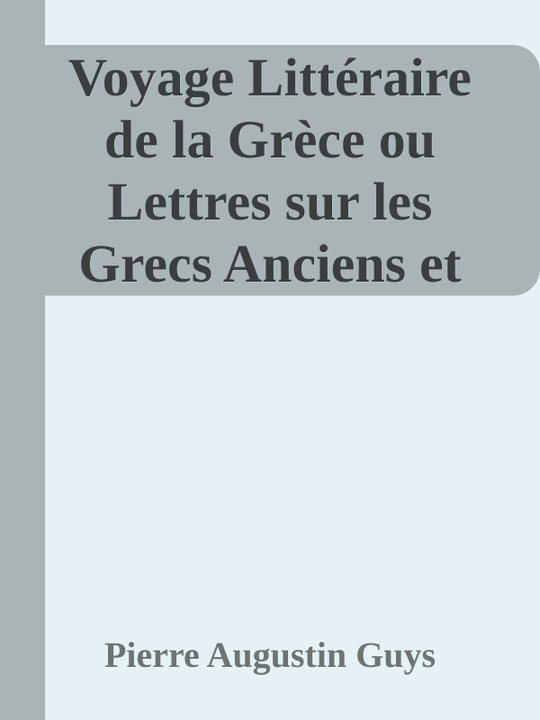 Voyage Littéraire
de la Grèce ou
Lettres sur les
Grecs Anciens et
Pierre Augustin Guys